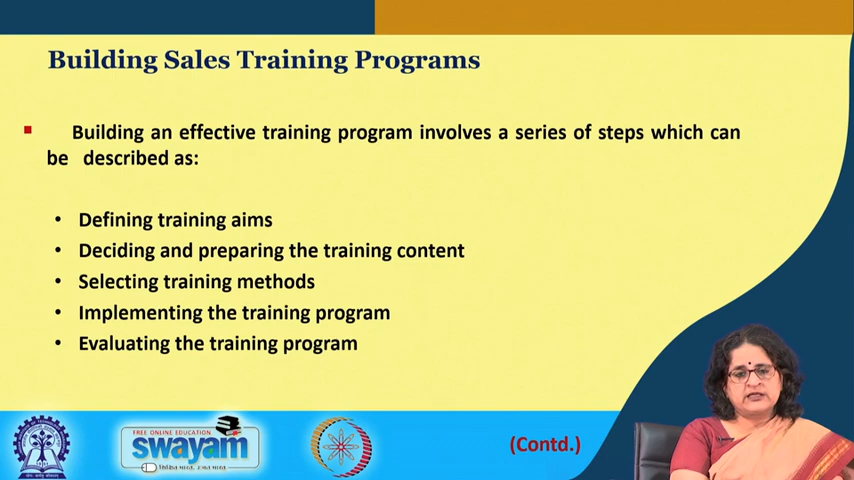 Building Sales Training Programs
▪ Building an effective training program involves a series of steps which can
be described as:
• Defining training aims
• Deciding and preparing the training content
• Selecting training methods
• Implementing the training program
• Evaluating the training program
FREE ONLINE EDUCATION
swayam
(Contd.)